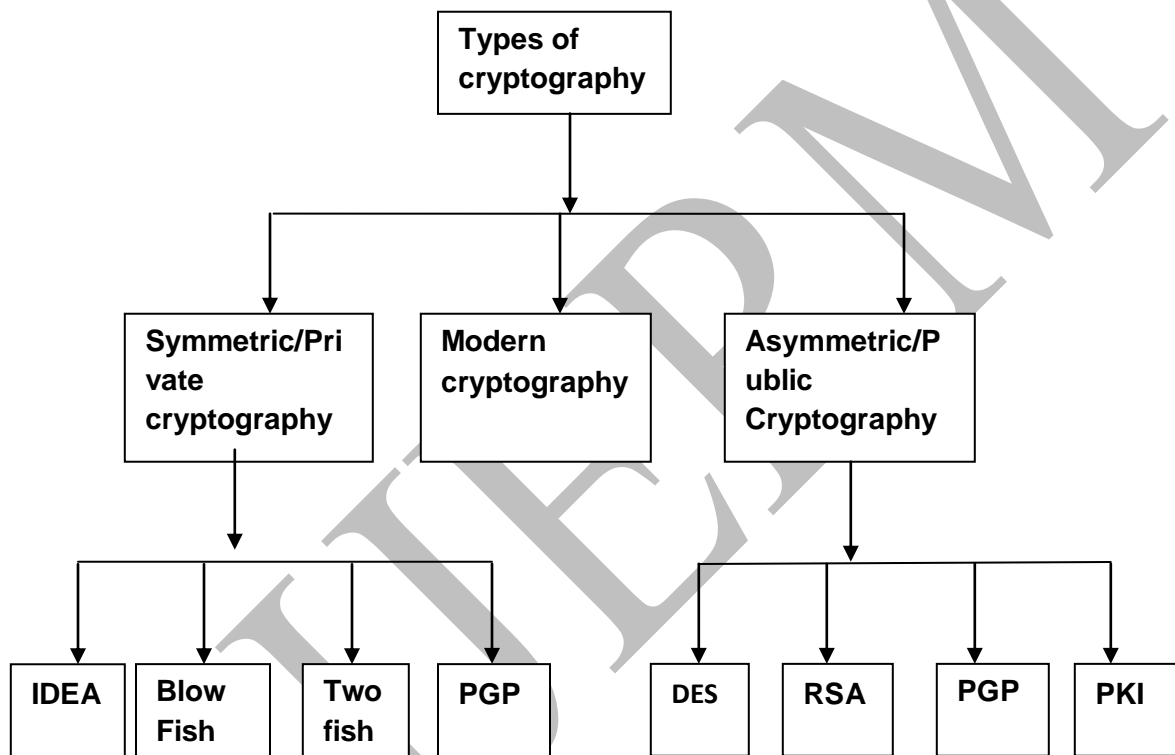 Types of
cryptography
Symmetric/Pri
vate
cryptography
Modern
cryptography
Asymmetric/P
ublic
Cryptography
IDEA
Blow
Fish
Two
fish
PGP
DES
RSA
PGP
PKI
IJERM